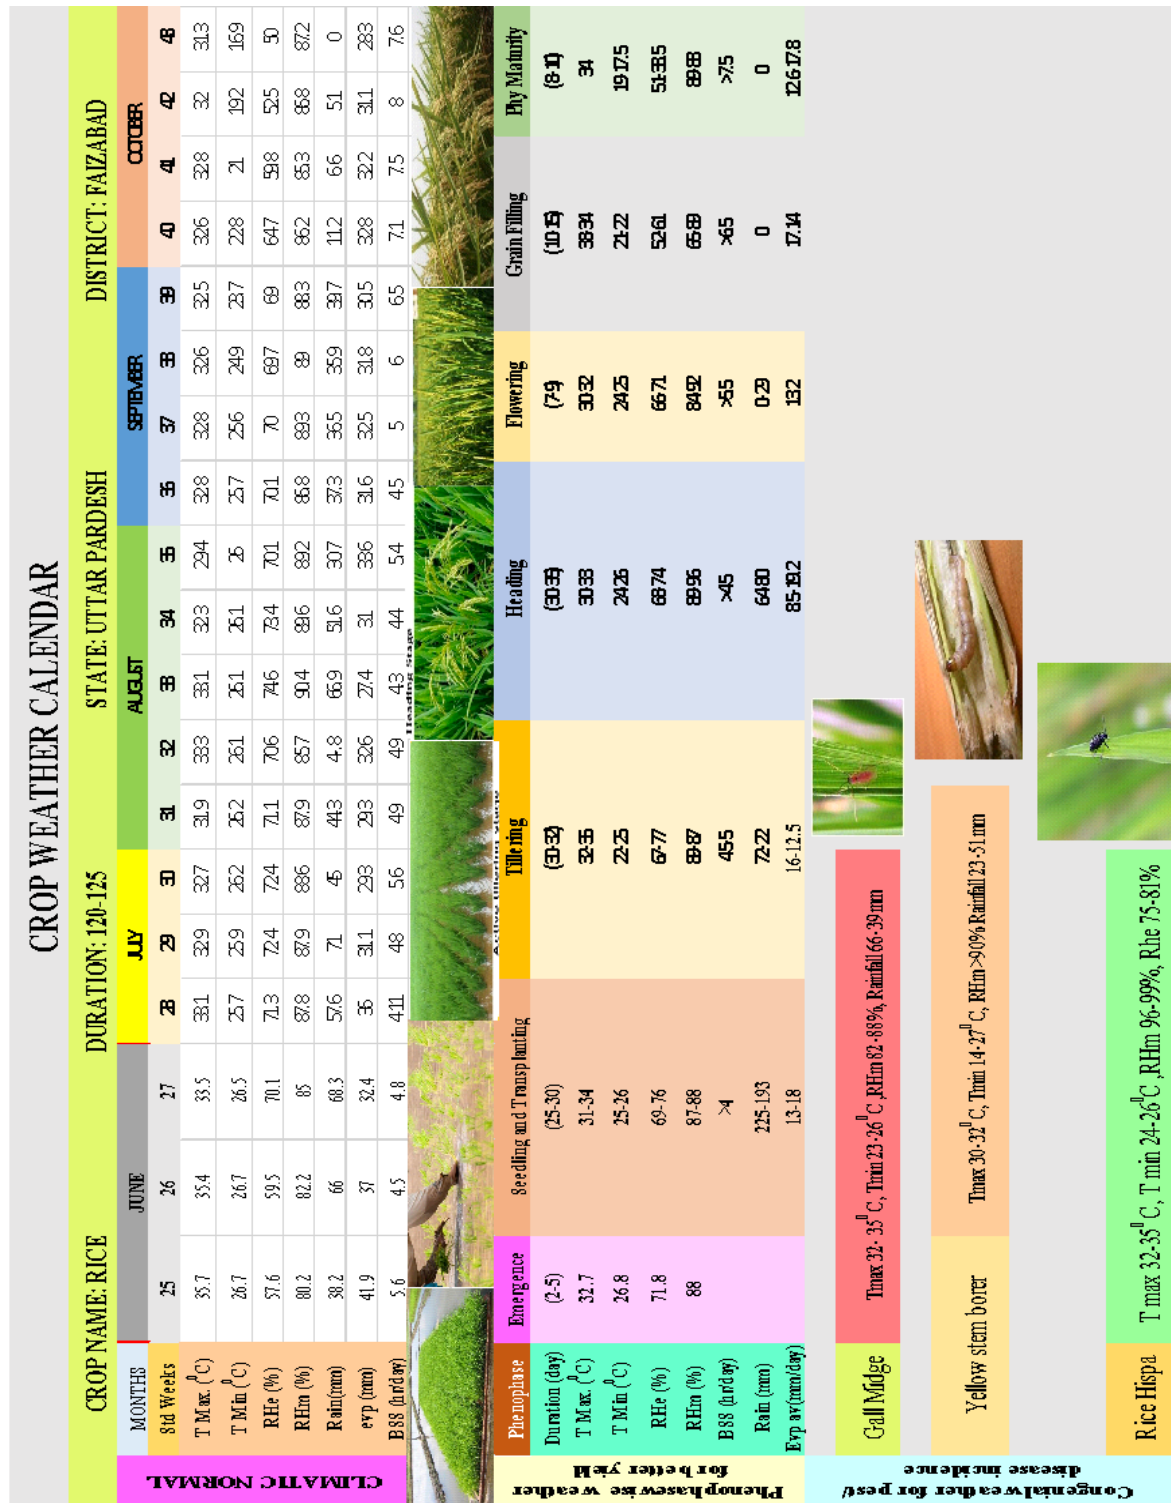 CROP WEATHER CALENDAR
CROP NAME: RICE DURATION: 120-125 STATE: UTTAR PARDESH DISTRICT: FAIZABAD
MONTHS JUNE JULY AUGUST SEPTEMBER OCTOBER
Std Weeks 25 26 27 28 29 30 31 32 33 34 35 36 37 38 39 40 41 42 43
CLIMATIC NORMAL
T Max. (⁰C) 35.7 35.4 33.5 33.1 32.9 32.7 31.9 33.3 33.1 32.3 29.4 32.8 32.8 32.6 32.5 32.6 32.8 32 31.3
T Min (⁰C) 26.7 26.7 26.5 25.7 25.9 26.2 26.2 26.1 26.1 26.1 26 25.7 25.6 24.9 23.7 22.8 21 19.2 16.9
RHe (%) 57.6 59.5 70.1 71.3 72.4 72.4 71.1 70.6 74.6 73.4 70.1 70.1 70 69.7 69 64.7 59.8 52.5 50
RHm (%) 80.2 82.2 85 87.8 87.9 88.6 87.9 85.7 90.4 89.6 89.2 86.8 89.3 89 88.3 86.2 85.3 86.8 87.2
Rain(mm) 38.2 66 68.3 57.6 71 45 44.3 4.8 66.9 51.6 30.7 37.3 36.5 35.9 39.7 11.2 6.6 5.1 0
evp (mm) 41.9 37 32.4 36 31.1 29.3 29.3 32.6 27.4 31 33.6 31.6 32.5 31.8 30.5 32.8 32.2 31.1 28.3
BSS (hr/day) 5.6 4.5 4.8 4.11 4.8 5.6 4.9 4.9 4.3 4.4 5.4 4.5 5 6 6.5 7.1 7.5 8 7.6
Active tillering stage
Heading Stage
Phenophasewise weather for better yield
Phenophase Emergence Seedling and Transplanting Tillering Heading Flowering Grain Filling Phy Maturity
Duration (day) (2-5) (25-30) (30-32) (30-35) (7-9) (10-15) (8-10)
T Max. (⁰C) 32.7 31-34 32-35 30-33 30-32 34
T Min (⁰C) 26.8 25-26 22-25 24-26 24-25 21-22 19-17.5
RHe (%) 71.8 69-76 67-77 68-74 66-71 52-61 51-33.5
RHm (%) 88 87-88 89-96 84-92
BSS (hr/day) >4 4.5-5.5 >4.5 >5.5 >6.5 >7.5
Rain (mm) 225-193 72-22 64-80 0-29 0 0
Evp av(mm/day) 13-18 16-12.5 8.5-19.2 13.2 17.14 12.6-17.8
Congenial weather for pest/ disease incidence
Gall Midge Tmax 32- 35⁰C, Tmin 23-26⁰C ,RHm 82-88%, Rainfall 66-39mm
Yellow stem borer Tmax 30-32⁰C, Tmin 14-27⁰C, RHm >90% Rainfall 23-51mm
Rice Hispa T max 32-35⁰C, T min 24-26⁰C ,RHm 96-99%, Rhe 75-81%